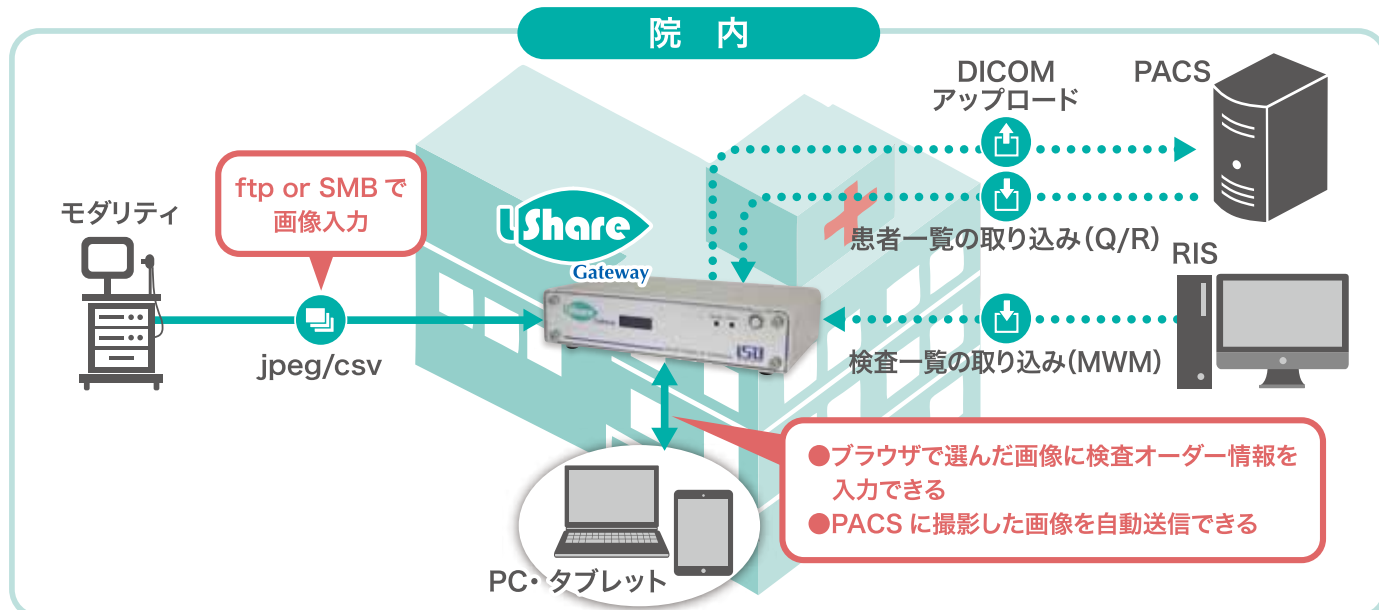 院 内
DICOM
アップロード
PACS
ftp or SMB で
画像入力
モダリティ
LShare
Gateway
患者一覧の取り込み(Q/R)
RIS
Share
Gateway
jpeg/csv
検査一覧の取り込み(MWM)
●ブラウザで選んだ画像に検査オーダー情報を
入力できる
●PACS に撮影した画像を自動送信できる
PC・タブレット